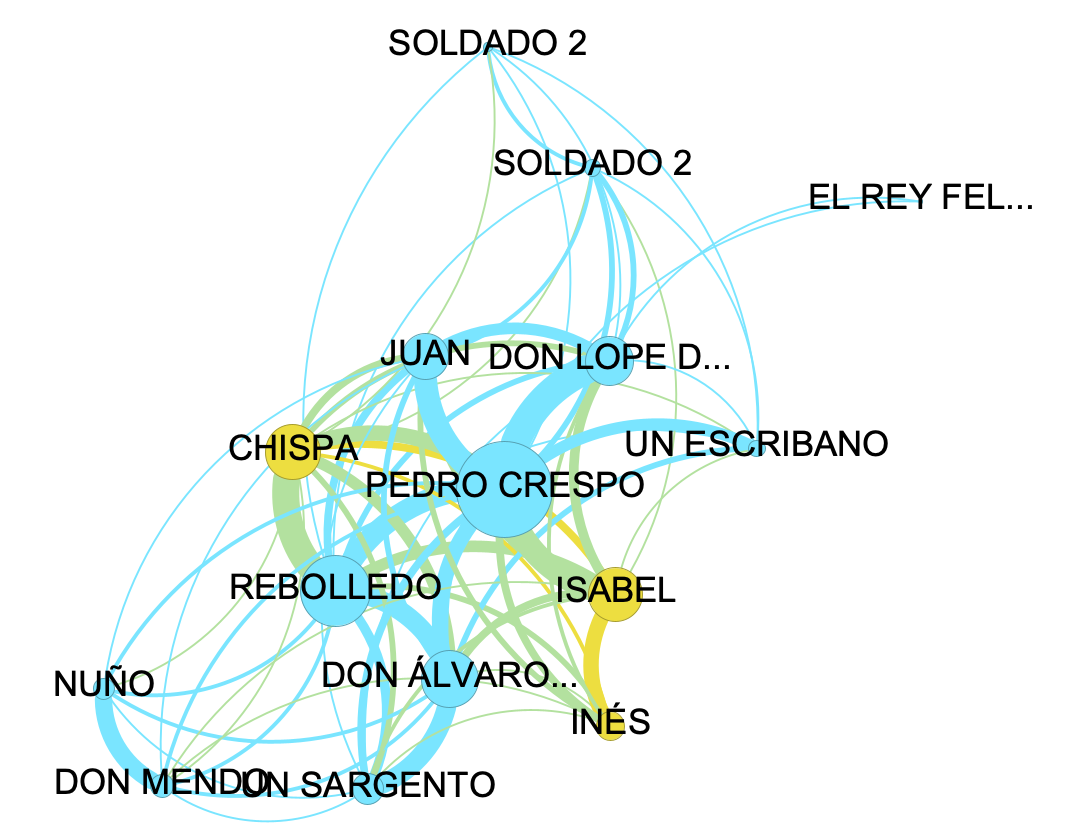 SOLDADO 2
SOLDADO 2
EL REY FEL...
JUAN
DON LOPE D...
CHISPA
UN ESCRIBANO
PEDRO CRESPO
REBOLLEDO
ISABEL
DON ÁLVARO...
NUÑO
INÉS
DON MENDO
UN SARGENTO